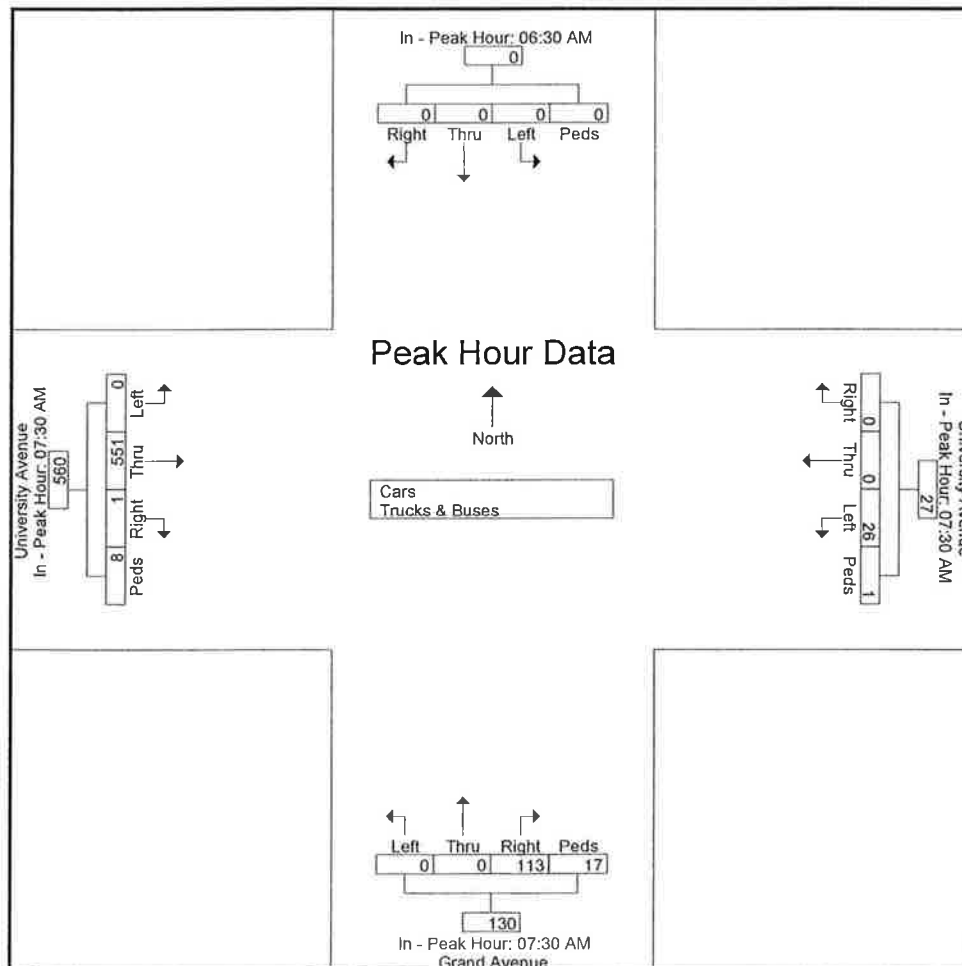 In - Peak Hour: 06:30 AM
0
0 0 0 0
Right Thru Left Peds
Peak Hour Data
North
Cars
Trucks & Buses
University Avenue
In - Peak Hour: 07:30 AM
560
0 551 1 8
Left Thru Right Peds
University Avenue
In - Peak Hour: 07:30 AM
27
0 0 26 1
Right Thru Left Peds
Left Thru Right Peds
0 0 113 17
130
In - Peak Hour: 07:30 AM
Grand Avenue